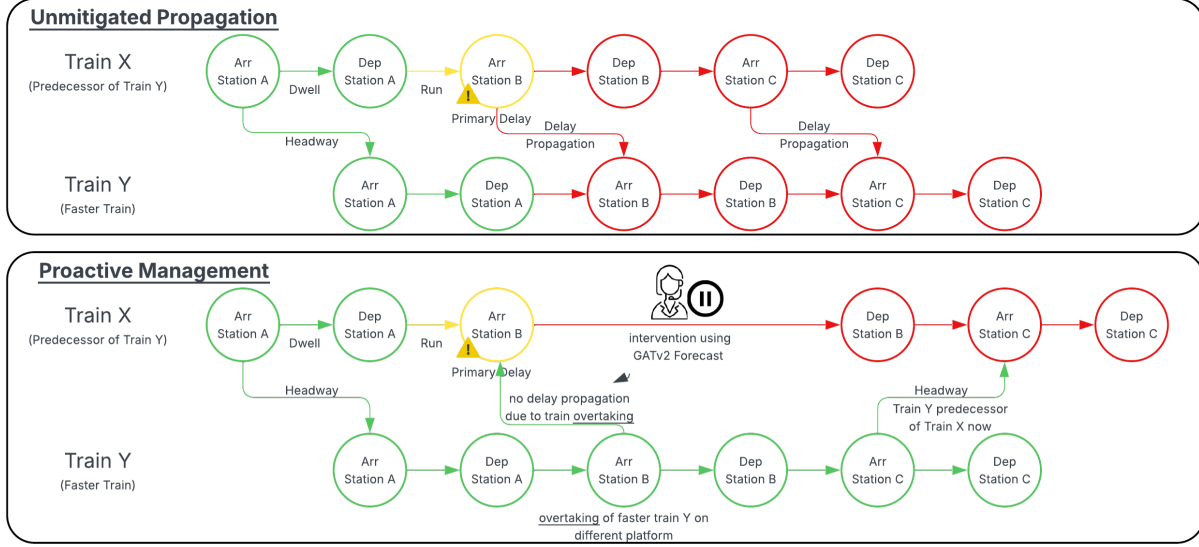 Unmitigated Propagation
Train X
(Predecessor of Train Y)
Arr
Station A
Dwell
Dep
Station A
Run
Arr
Station B
!
Primary Delay
Dep
Station B
Arr
Station C
Dep
Station C
Headway
Delay
Propagation
Delay
Propagation
Train Y
(Faster Train)
Arr
Station A
Dep
Station A
Arr
Station B
Dep
Station B
Arr
Station C
Dep
Station C
Proactive Management
Train X
(Predecessor of Train Y)
Arr
Station A
Dwell
Dep
Station A
Run
Arr
Station B
!
Primary Delay
intervention using
GATv2 Forecast
Dep
Station B
Arr
Station C
Dep
Station C
Headway
no delay propagation
due to train overtaking
Headway
Train Y predecessor
of Train X now
Train Y
(Faster Train)
Arr
Station A
Dep
Station A
Arr
Station B
Dep
Station B
Arr
Station C
Dep
Station C
overtaking of faster train Y on
different platform